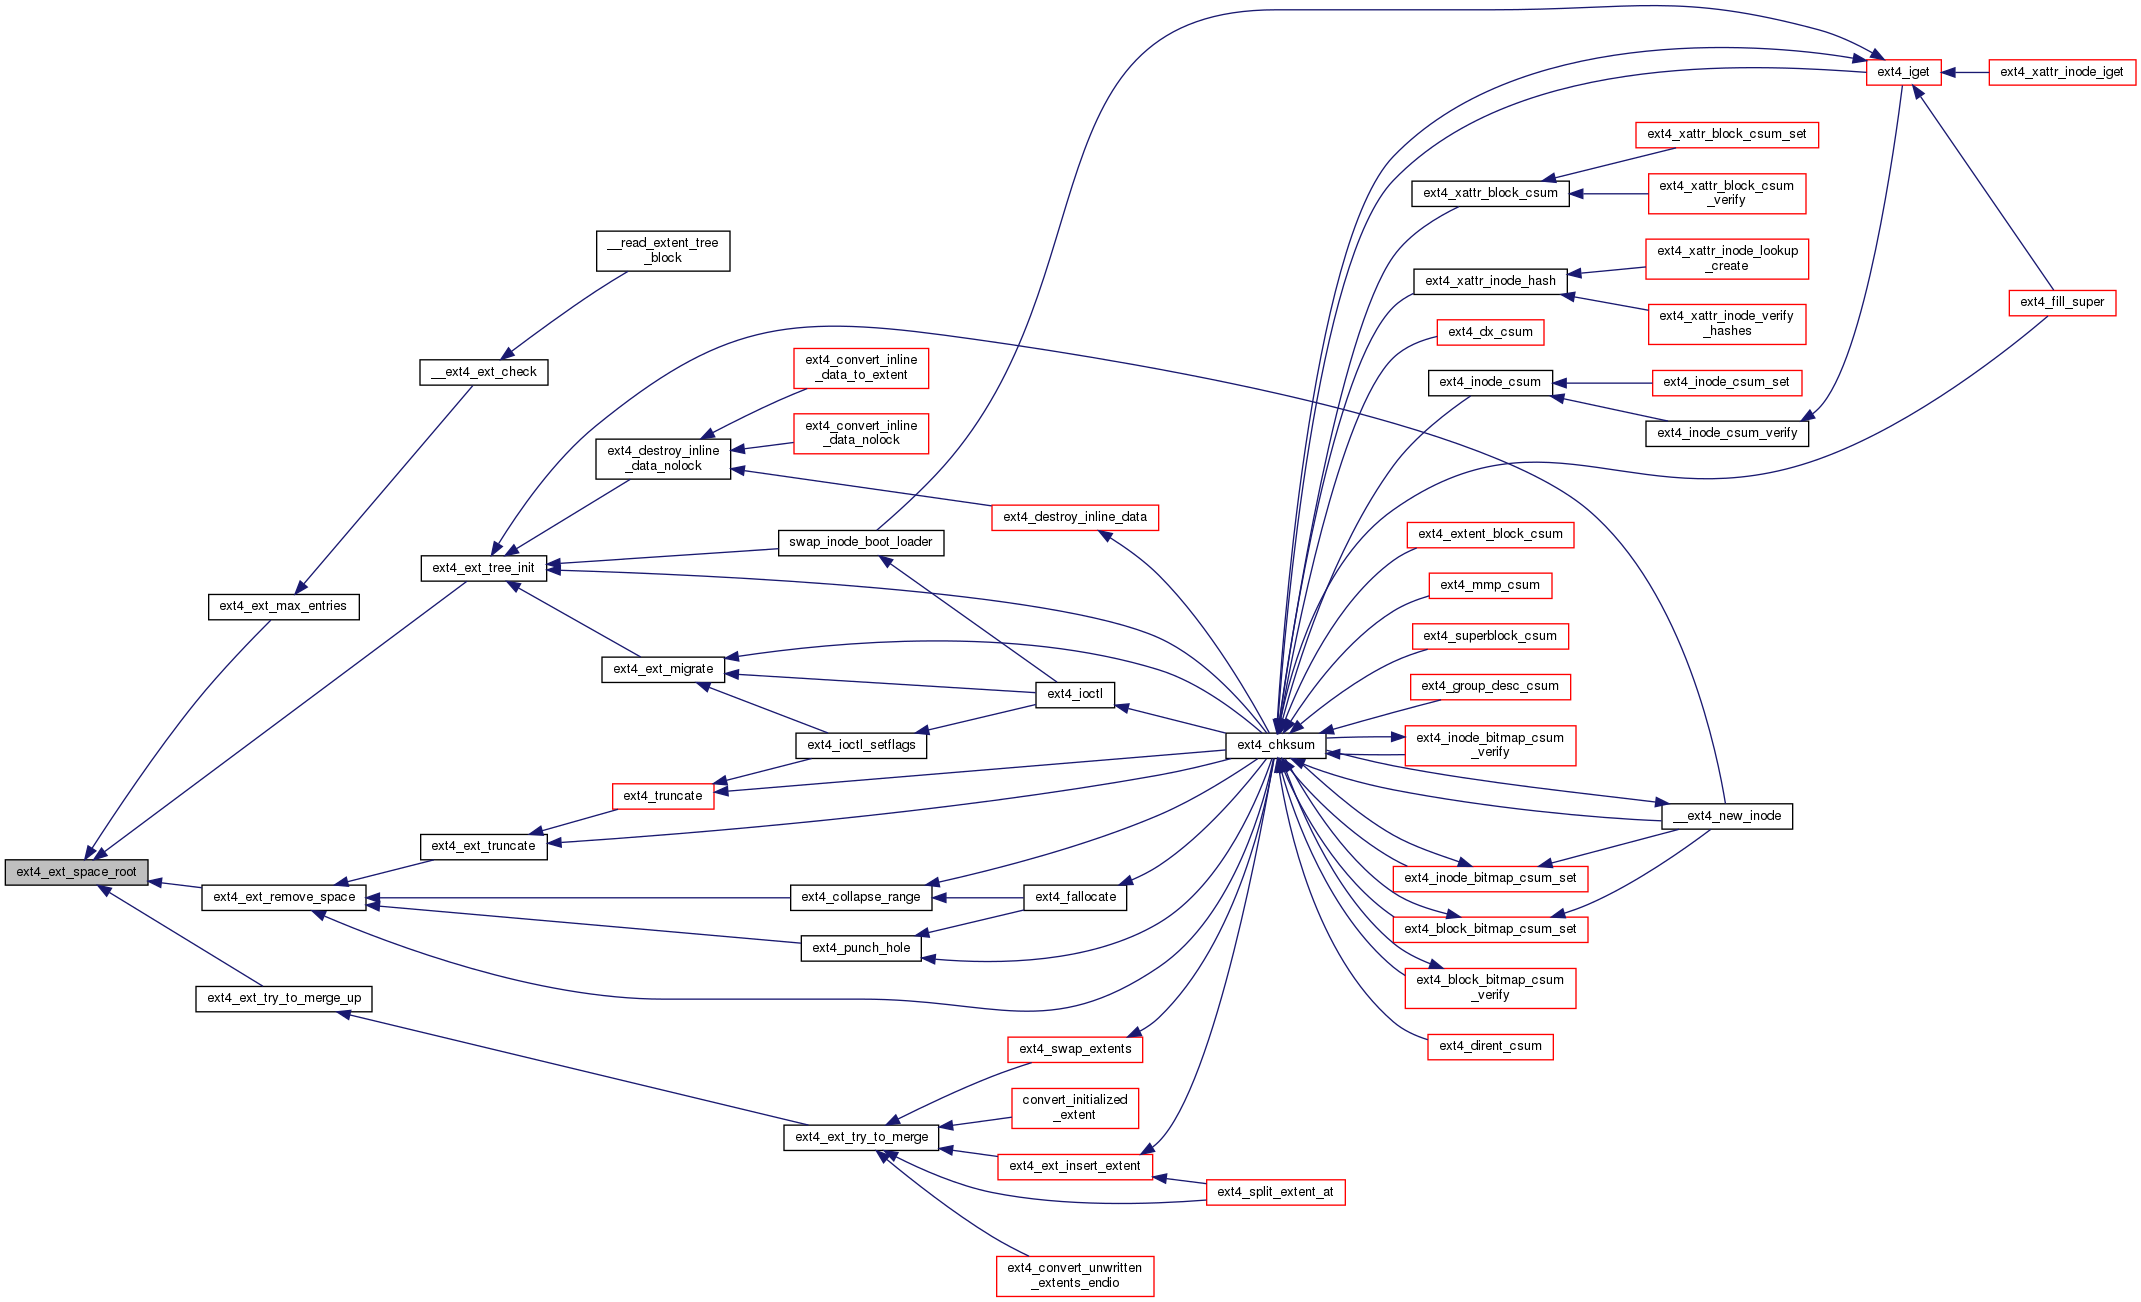 ext4_iget
ext4_xattr_inode_iget
ext4_xattr_block_csum_set
ext4_xattr_block_csum
ext4_xattr_block_csum
_verify
__read_extent_tree
_block
ext4_xattr_inode_lookup
_create
ext4_xattr_inode_hash
ext4_fill_super
ext4_xattr_inode_verify
_hashes
ext4_dx_csum
__ext4_ext_check
ext4_convert_inline
_data_to_extent
ext4_inode_csum
ext4_inode_csum_set
ext4_convert_inline
_data_nolock
ext4_inode_csum_verify
ext4_destroy_inline
_data_nolock
ext4_destroy_inline_data
ext4_extent_block_csum
swap_inode_boot_loader
ext4_ext_tree_init
ext4_mmp_csum
ext4_ext_max_entries
ext4_superblock_csum
ext4_ext_migrate
ext4_group_desc_csum
ext4_ioctl
ext4_ioctl_setflags
ext4_chksum
ext4_inode_bitmap_csum
_verify
ext4_truncate
__ext4_new_inode
ext4_ext_truncate
ext4_ext_space_root
ext4_inode_bitmap_csum_set
ext4_ext_remove_space
ext4_collapse_range
ext4_fallocate
ext4_block_bitmap_csum_set
ext4_punch_hole
ext4_block_bitmap_csum
_verify
ext4_ext_try_to_merge_up
ext4_swap_extents
ext4_dirent_csum
convert_initialized
_extent
ext4_ext_try_to_merge
ext4_ext_insert_extent
ext4_split_extent_at
ext4_convert_unwritten
_extents_endio